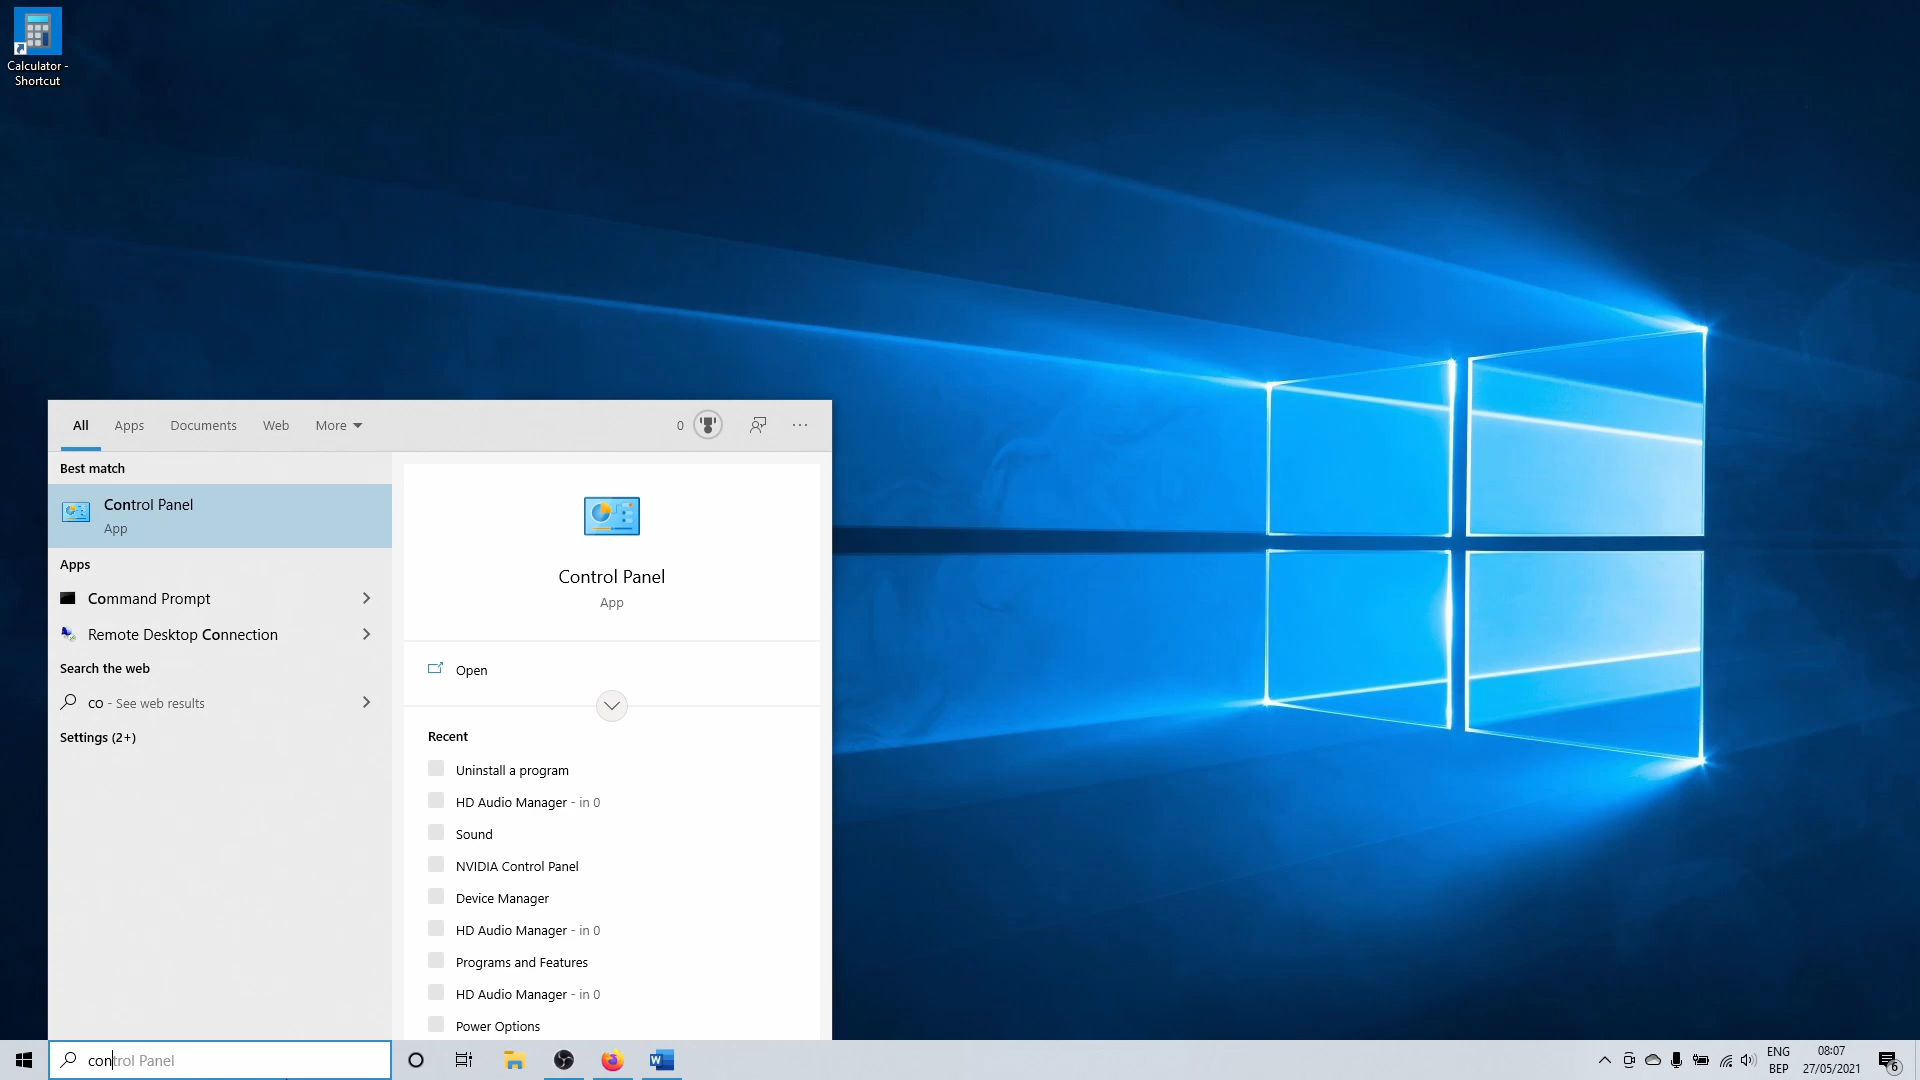 Calculator -
Shortcut
All Apps Documents Web More 0
Best match
Control Panel
App
Apps
Command Prompt
Remote Desktop Connection
Search the web
co - See web results
Settings (2+)
Control Panel
App
Open
Recent
Uninstall a program
HD Audio Manager - in 0
Sound
NVIDIA Control Panel
Device Manager
HD Audio Manager - in 0
Programs and Features
HD Audio Manager - in 0
Power Options
control Panel
W
ENG
BEP
08:07
27/05/2021
6